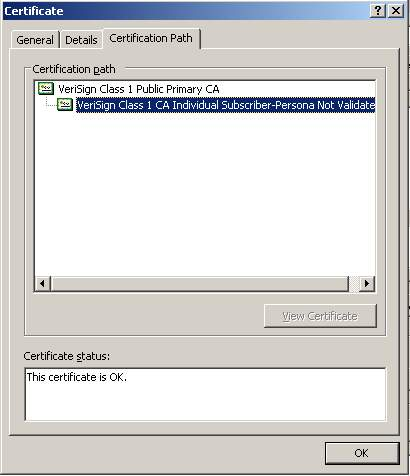 Certificate
General Details Certification Path
Certification path
VeriSign Class 1 Public Primary CA
VeriSign Class 1 CA Individual Subscriber-Persona Not Validate
View Certificate
Certificate status:
This certificate is OK.
OK